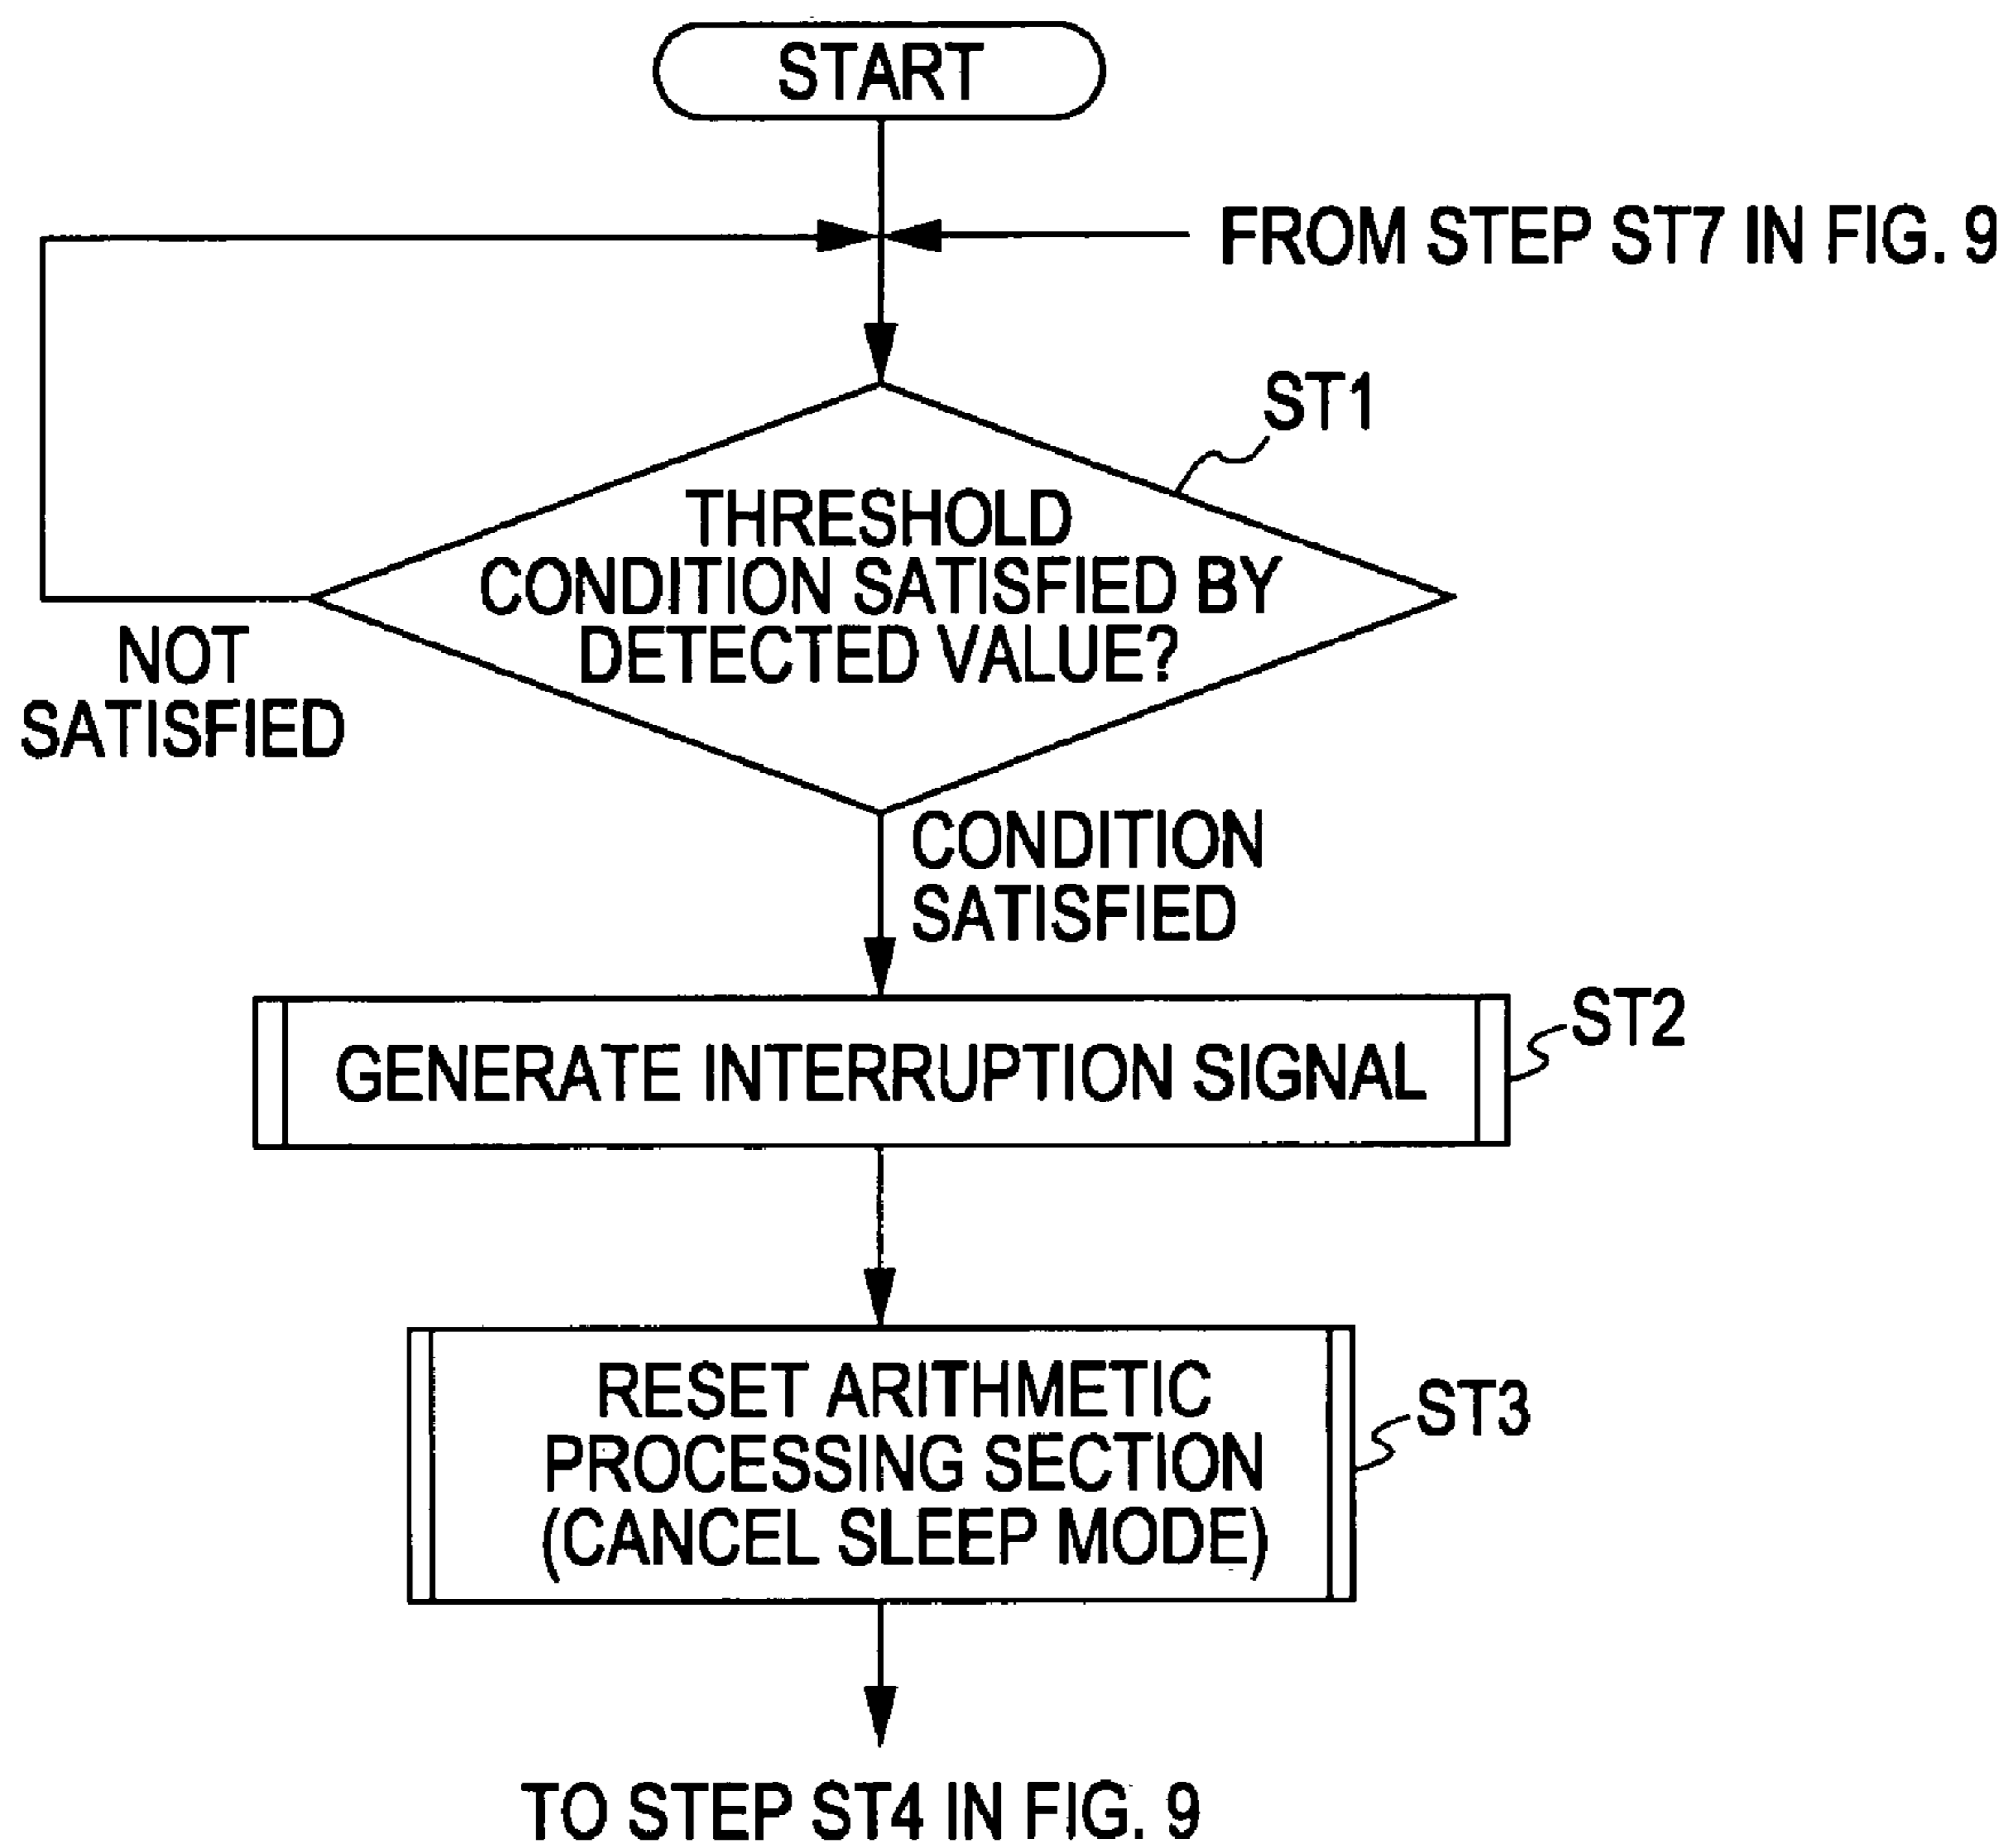 START
FROM STEP ST7 IN FIG. 9
ST1
THRESHOLD
CONDITION SATISFIED BY
DETECTED VALUE?
NOT
SATISFIED
CONDITION
SATISFIED
ST2
GENERATE INTERRUPTION SIGNAL
RESET ARITHMETIC
PROCESSING SECTION
(CANCEL SLEEP MODE)
ST3
TO STEP ST4 IN FIG. 9